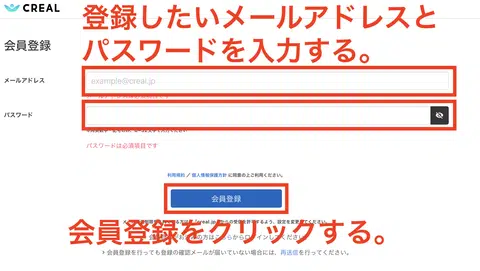 CREAL
登録したいメールアドレスと
パスワードを入力する。
会員登録
メールアドレス
example@creal.jp
パスワード
パスワードは必須項目です
利用規約 / 個人情報保護方針 に同意の上ご利用ください。
会員登録
会員登録をクリックする。
会員登録を行っても登録の確認メールが届いていない場合には、再送信を行ってください。